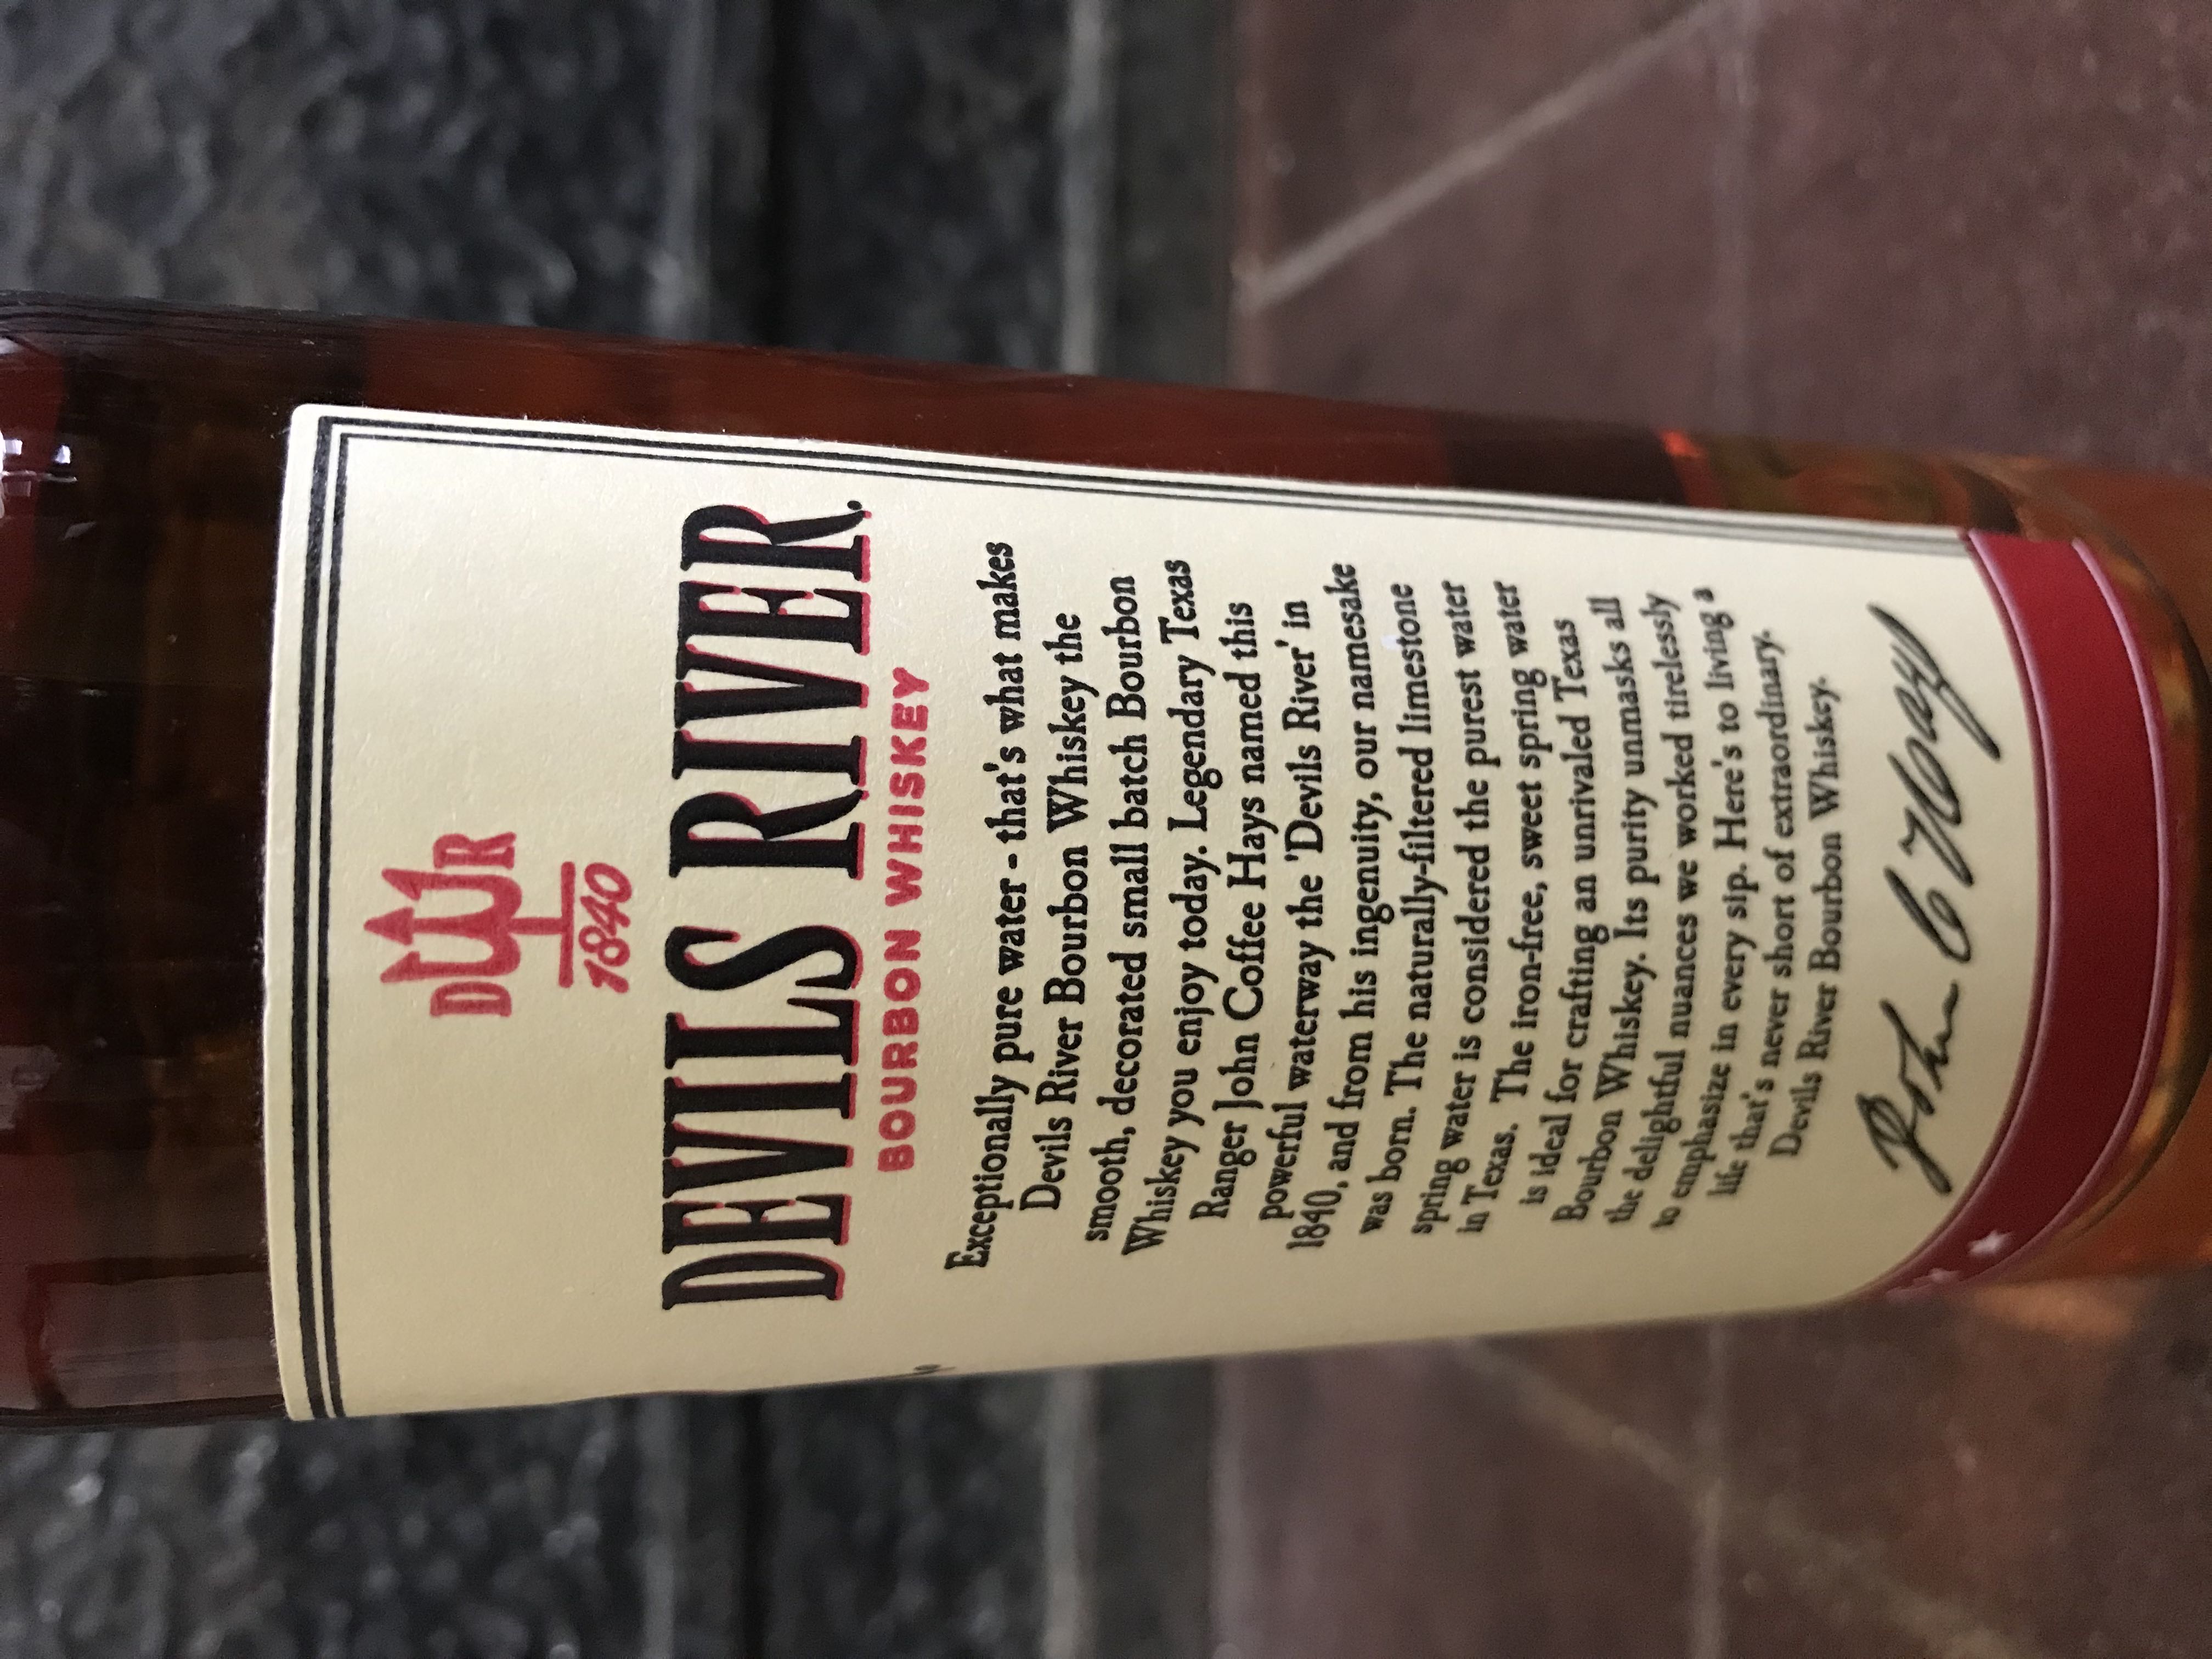 DR
1840
DEVILS RIVER.
BOURBON WHISKEY
Exceptionally pure water - that's what makes
Devils River Bourbon Whiskey the
smooth, decorated small batch Bourbon
Whiskey you enjoy today. Legendary Texas
Ranger John Coffee Hays named this
powerful waterway the 'Devils River' in
1840, and from his ingenuity, our namesake
was born. The naturally-filtered limestone
spring water is considered the purest water
in Texas. The iron-free, sweet spring water
is ideal for crafting an unrivaled Texas
Bourbon Whiskey. Its purity unmasks all
the delightful nuances we worked tirelessly
to emphasize in every sip. Here's to living a
life that's never short of extraordinary.
Devils River Bourbon Whiskey.
John C Hays